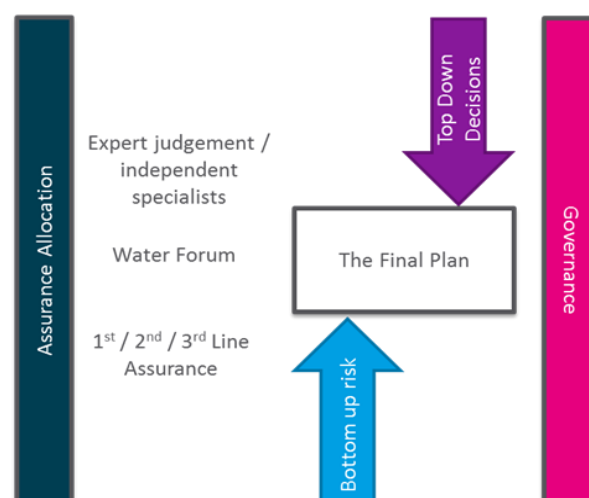 Assurance Allocation
Expert judgement /
independent
specialists
Water Forum
1st / 2nd / 3rd Line
Assurance
Top Down
Decisions
The Final Plan
Bottom up risk
Governance